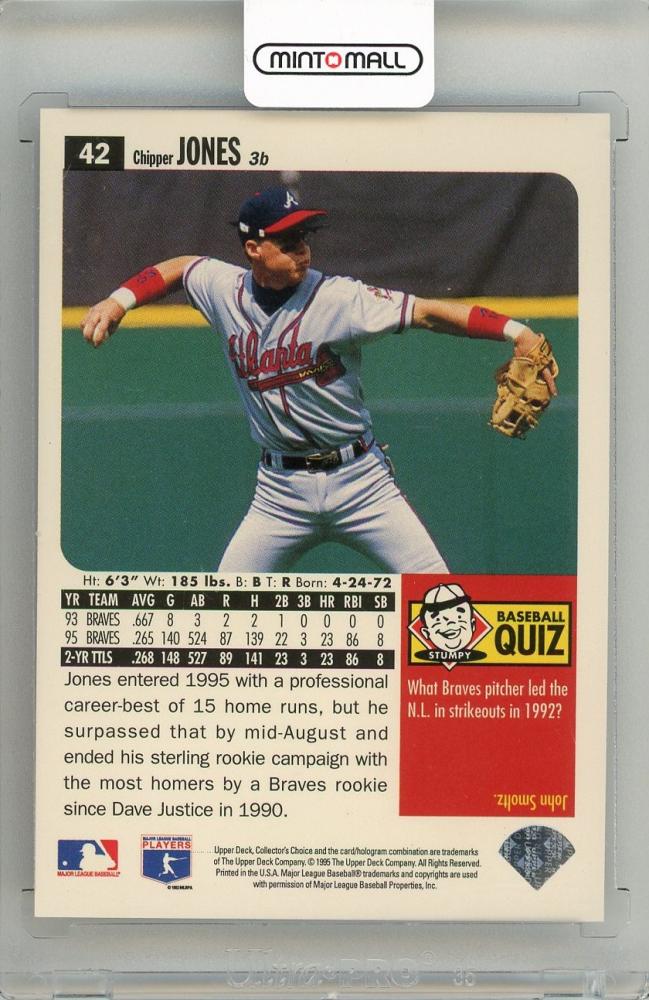 MINTOMALL
42 Chipper JONES 3b
A
Atlanta
Ht: 6'3" Wt: 185 lbs. B: B T: R Born: 4-24-72
YR TEAM AVG G AB R H 2B 3B HR RBI SB
93 BRAVES .667 8 3 2 2 1 0 0 0 0
95 BRAVES .265 140 524 87 139 22 3 23 86 8
2-YR TTLS .268 148 527 89 141 23 3 23 86 8
Jones entered 1995 with a professional
career-best of 15 home runs, but he
surpassed that by mid-August and
ended his sterling rookie campaign with
the most homers by a Braves rookie
since Dave Justice in 1990.
STUMPY
BASEBALL
QUIZ
What Braves pitcher led the
N.L. in strikeouts in 1992?
John Smoltz.
MAJOR LEAGUE BASEBALL
MAJOR LEAGUE BASEBALL
PLAYERS
Upper Deck, Collector's Choice and the card/hologram combination are trademarks
of The Upper Deck Company. © 1995 The Upper Deck Company. All Rights Reserved.
Printed in the U.S.A. Major League Baseball® trademarks and copyrights are used
with permission of Major League Baseball Properties, Inc.
Ultra•PRO®